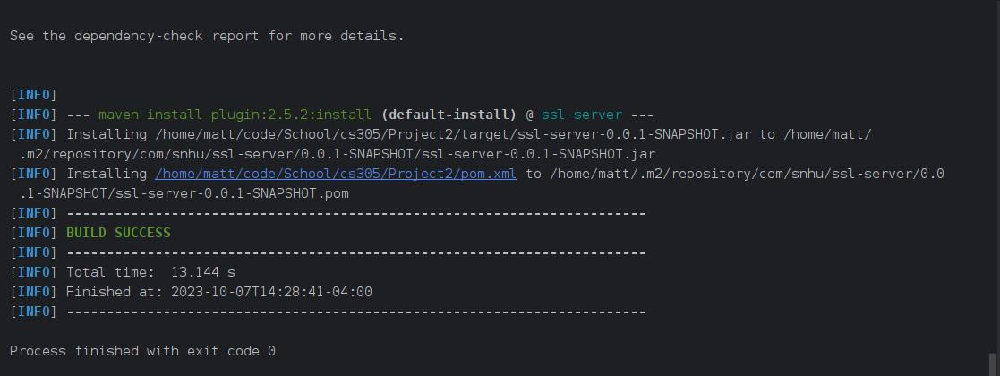 See the dependency-check report for more details.
[INFO]
[INFO] --- maven-install-plugin:2.5.2:install (default-install) @ ssl-server ---
[INFO] Installing /home/matt/code/School/cs305/Project2/target/ssl-server-0.0.1-SNAPSHOT.jar to /home/matt/
.m2/repository/com/snhu/ssl-server/0.0.1-SNAPSHOT/ssl-server-0.0.1-SNAPSHOT.jar
[INFO] Installing /home/matt/code/School/cs305/Project2/pom.xml to /home/matt/.m2/repository/com/snhu/ssl-server/0.0
.1-SNAPSHOT/ssl-server-0.0.1-SNAPSHOT.pom
[INFO] ------------------------------------------------------------------------
[INFO] BUILD SUCCESS
[INFO] ------------------------------------------------------------------------
[INFO] Total time:  13.144 s
[INFO] Finished at: 2023-10-07T14:28:41-04:00
[INFO] ------------------------------------------------------------------------
Process finished with exit code 0